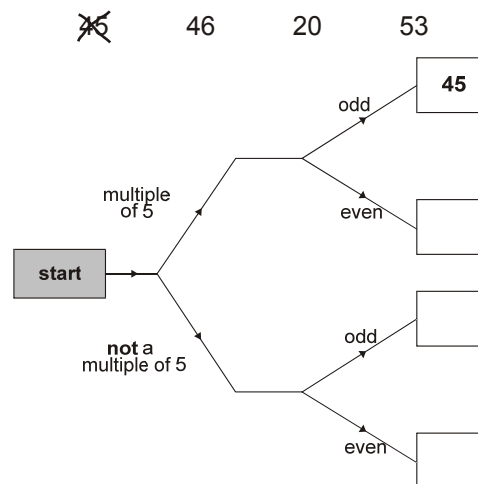 45 46 20 53
odd
45
multiple
of 5
even
start
odd
not a
multiple of 5
even